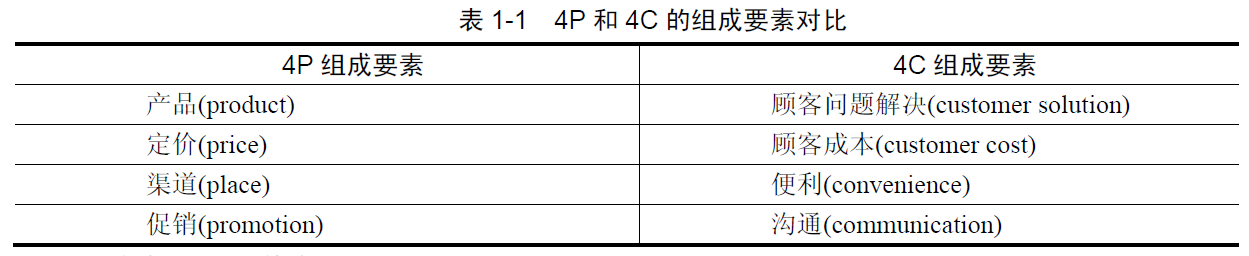 表 1-1 4P 和 4C 的组成要素对比
4P 组成要素 4C 组成要素
产品(product) 顾客问题解决(customer solution)
定价(price) 顾客成本(customer cost)
渠道(place) 便利(convenience)
促销(promotion) 沟通(communication)